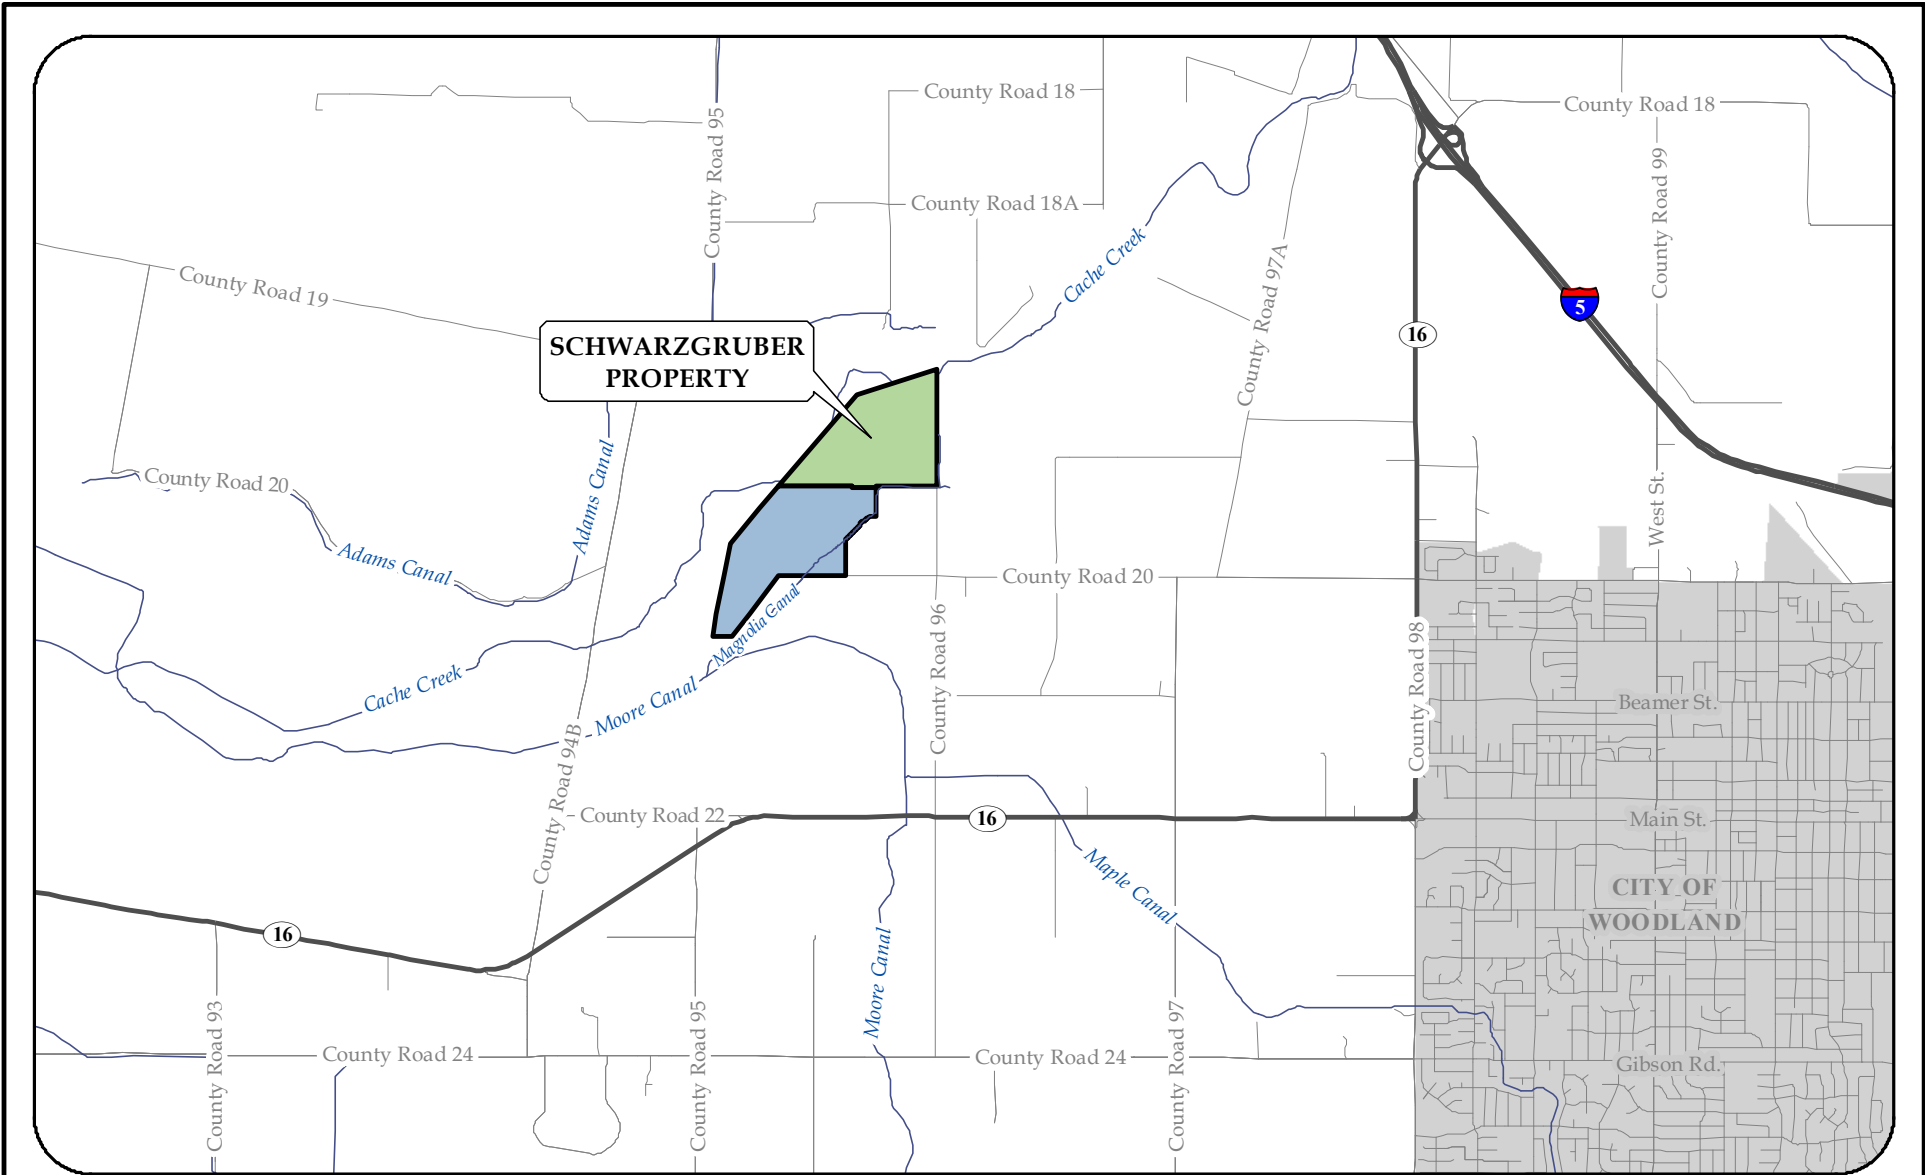 County Road 18
County Road 18
County Road 95
County Road 99
County Road 18A
Cache Creek
County Road 97A
County Road 19
5
16
SCHWARZGRUBER
PROPERTY
County Road 20
Adams Canal
Adams Canal
West St.
County Road 20
Magnolia Canal
County Road 96
County Road 98
Cache Creek
Moore Canal
Beamer St.
County Road 94B
County Road 22
16
Main St.
Maple Canal
CITY OF
WOODLAND
16
Moore Canal
County Road 93
County Road 24
County Road 95
County Road 24
County Road 97
Gibson Rd.